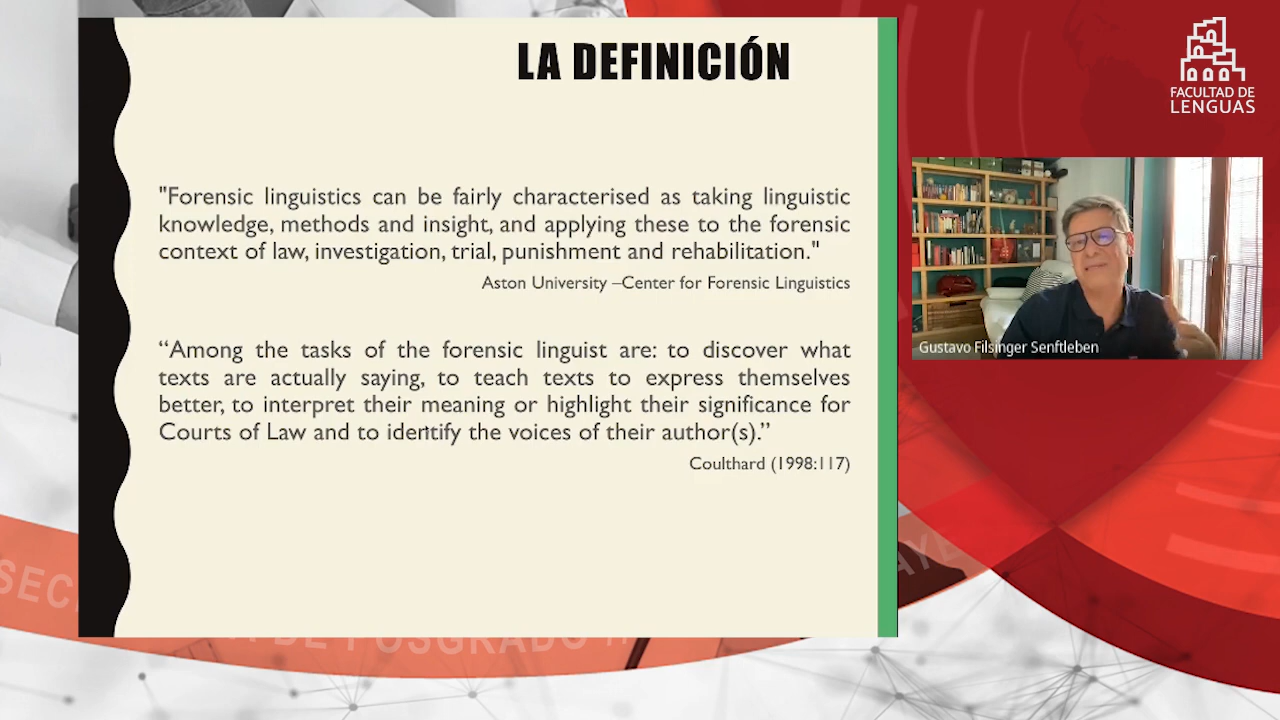 LA DEFINICIÓN
"Forensic linguistics can be fairly characterised as taking linguistic
knowledge, methods and insight, and applying these to the forensic
context of law, investigation, trial, punishment and rehabilitation."
Aston University –Center for Forensic Linguistics
“Among the tasks of the forensic linguist are: to discover what
texts are actually saying, to teach texts to express themselves
better, to interpret their meaning or highlight their significance for
Courts of Law and to identify the voices of their author(s).”
Coulthard (1998:117)
FACULTAD DE
LENGUAS
Gustavo Filsinger Senftleben
DE POSGRADO